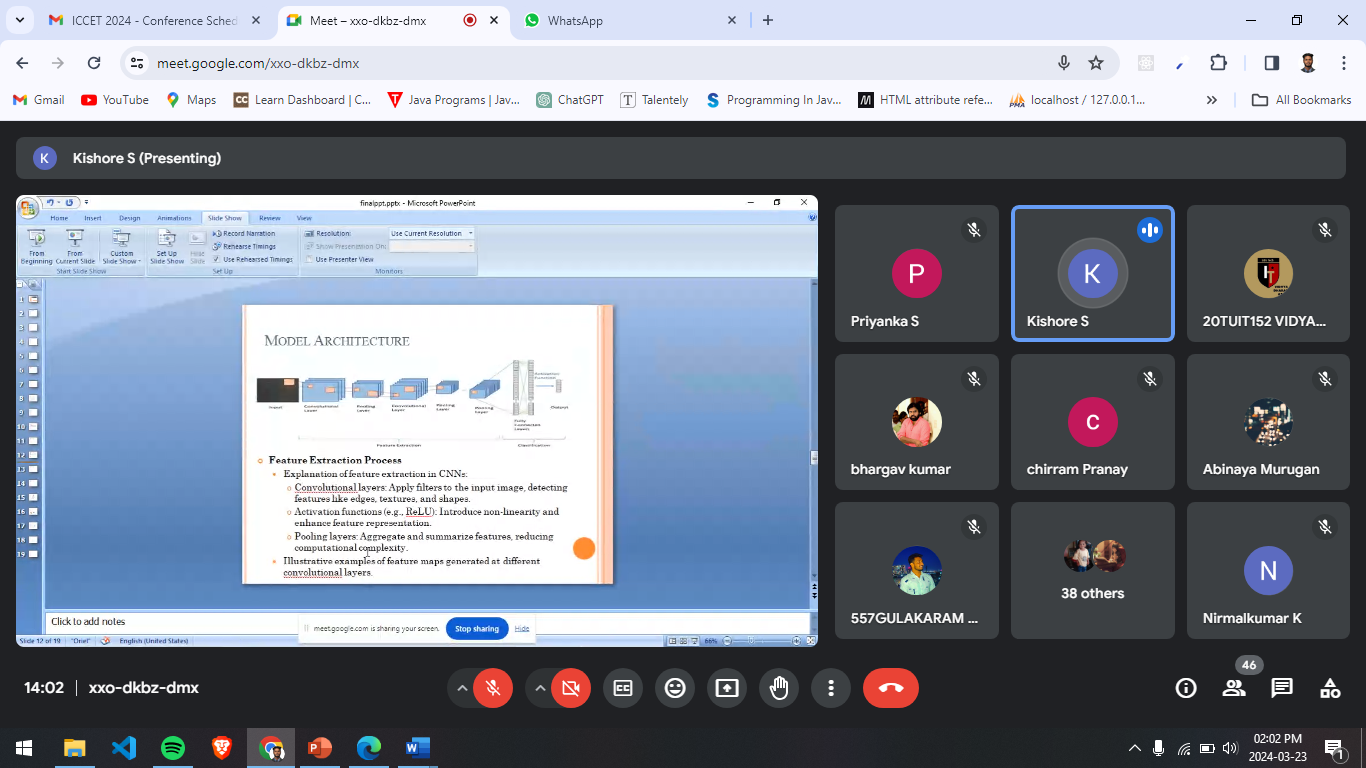 ICCET 2024 - Conference Sched
Meet – xxo-dkbz-dmx
WhatsApp
meet.google.com/xxo-dkbz-dmx
Gmail
YouTube
Maps
Learn Dashboard | C...
Java Programs | Jav...
ChatGPT
Talentely
Programming In Jav...
HTML attribute refe...
localhost / 127.0.0.1...
All Bookmarks
K
Kishore S (Presenting)
finalppt.pptx - Microsoft PowerPoint
Home Insert Design Animations Slide Show Review View
From Beginning
From Current Slide
Custom Slide Show
Start Slide Show
Set Up Slide Show
Hide Slide
Record Narration
Rehearse Timings
Use Rehearsed Timings
Set Up
Resolution: Use Current Resolution
Show Presentation On:
Use Presenter View
Monitors
1
2
3
4
5
6
7
8
9
10
11
12
13
14
15
16
17
18
19
MODEL ARCHITECTURE
Input
Convolutional Layer
Pooling Layer
Convolutional Layer
Pooling Layer
Pooling Layer
Fully Connected Layers
Output
Feature Extraction
Classification
Feature Extraction Process
Explanation of feature extraction in CNNs:
Convolutional layers: Apply filters to the input image, detecting
features like edges, textures, and shapes.
Activation functions (e.g., ReLU): Introduce non-linearity and
enhance feature representation.
Pooling layers: Aggregate and summarize features, reducing
computational complexity.
Illustrative examples of feature maps generated at different
convolutional layers.
Click to add notes
meet.google.com is sharing your screen.
Stop sharing
Hide
Slide 12 of 19
"Oriel"
English (United States)
66%
P
Priyanka S
K
Kishore S
20TUIT152 VIDYA...
bhargav kumar
c
chirram Pranay
Abinaya Murugan
557GULAKARAM ...
38 others
N
Nirmalkumar K
14:02 | xxo-dkbz-dmx
46
02:02 PM
2024-03-23
1